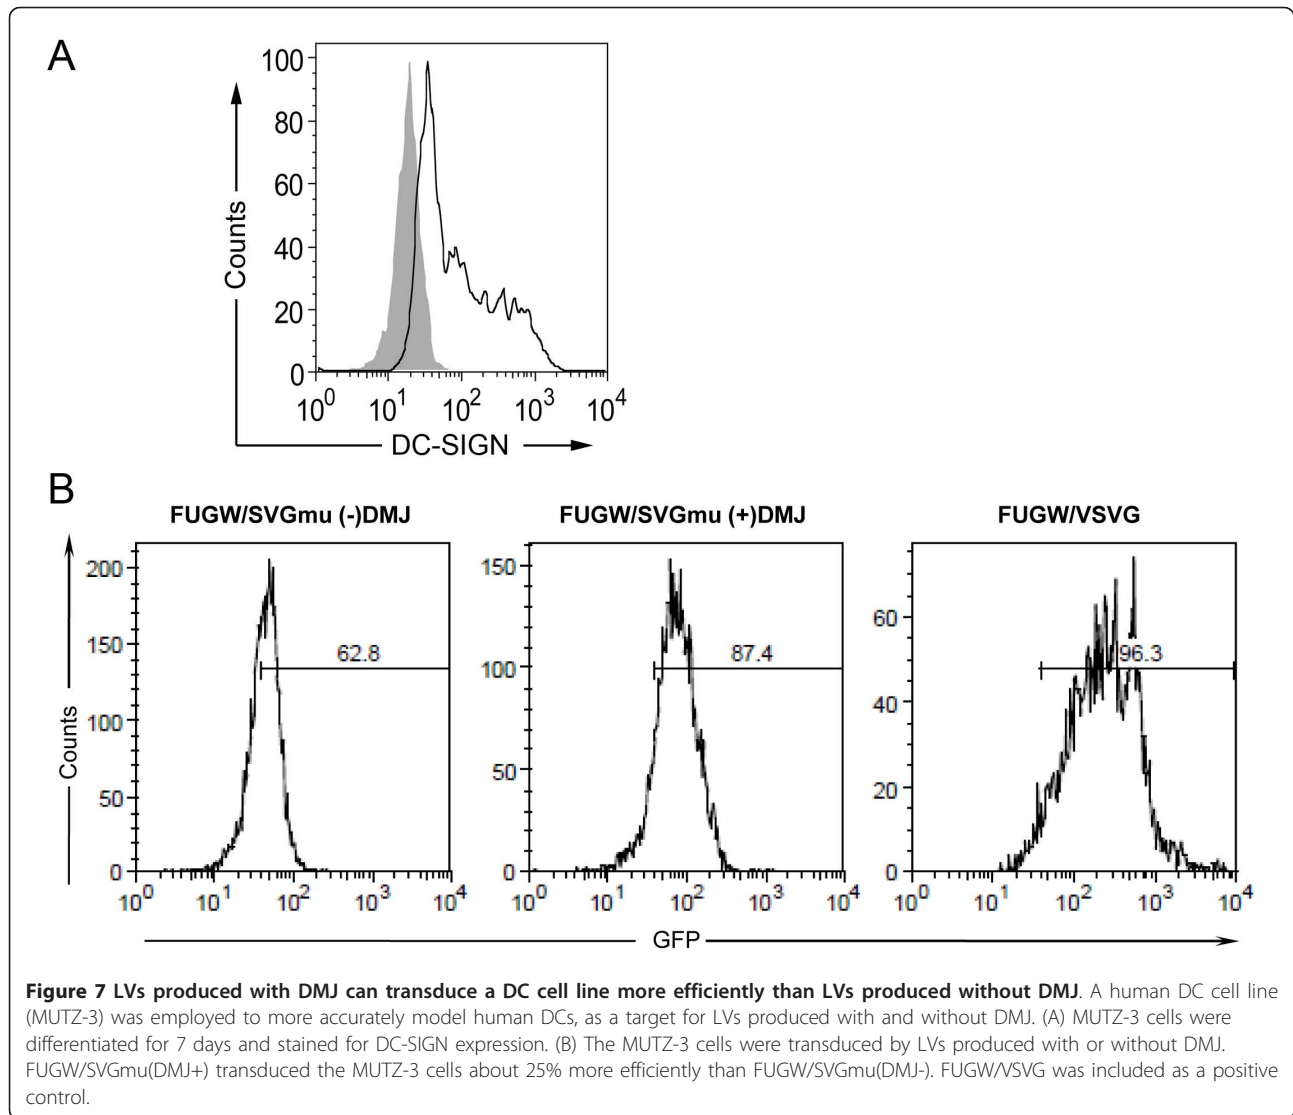 A
100
80
60
40
20
0
Counts
10^0 10^1 10^2 10^3 10^4
DC-SIGN
B
FUGW/SVGmu (-)DMJ FUGW/SVGmu (+)DMJ FUGW/VSVG
200
150
100
50
0
62.8
10^0 10^1 10^2 10^3 10^4
150
100
50
0
87.4
10^0 10^1 10^2 10^3 10^4
60
40
20
0
96.3
10^0 10^1 10^2 10^3 10^4
Counts
GFP
Figure 7 LVs produced with DMJ can transduce a DC cell line more efficiently than LVs produced without DMJ. A human DC cell line
(MUTZ-3) was employed to more accurately model human DCs, as a target for LVs produced with and without DMJ. (A) MUTZ-3 cells were
differentiated for 7 days and stained for DC-SIGN expression. (B) The MUTZ-3 cells were transduced by LVs produced with or without DMJ.
FUGW/SVGmu(DMJ+) transduced the MUTZ-3 cells about 25% more efficiently than FUGW/SVGmu(DMJ-). FUGW/VSVG was included as a positive
control.